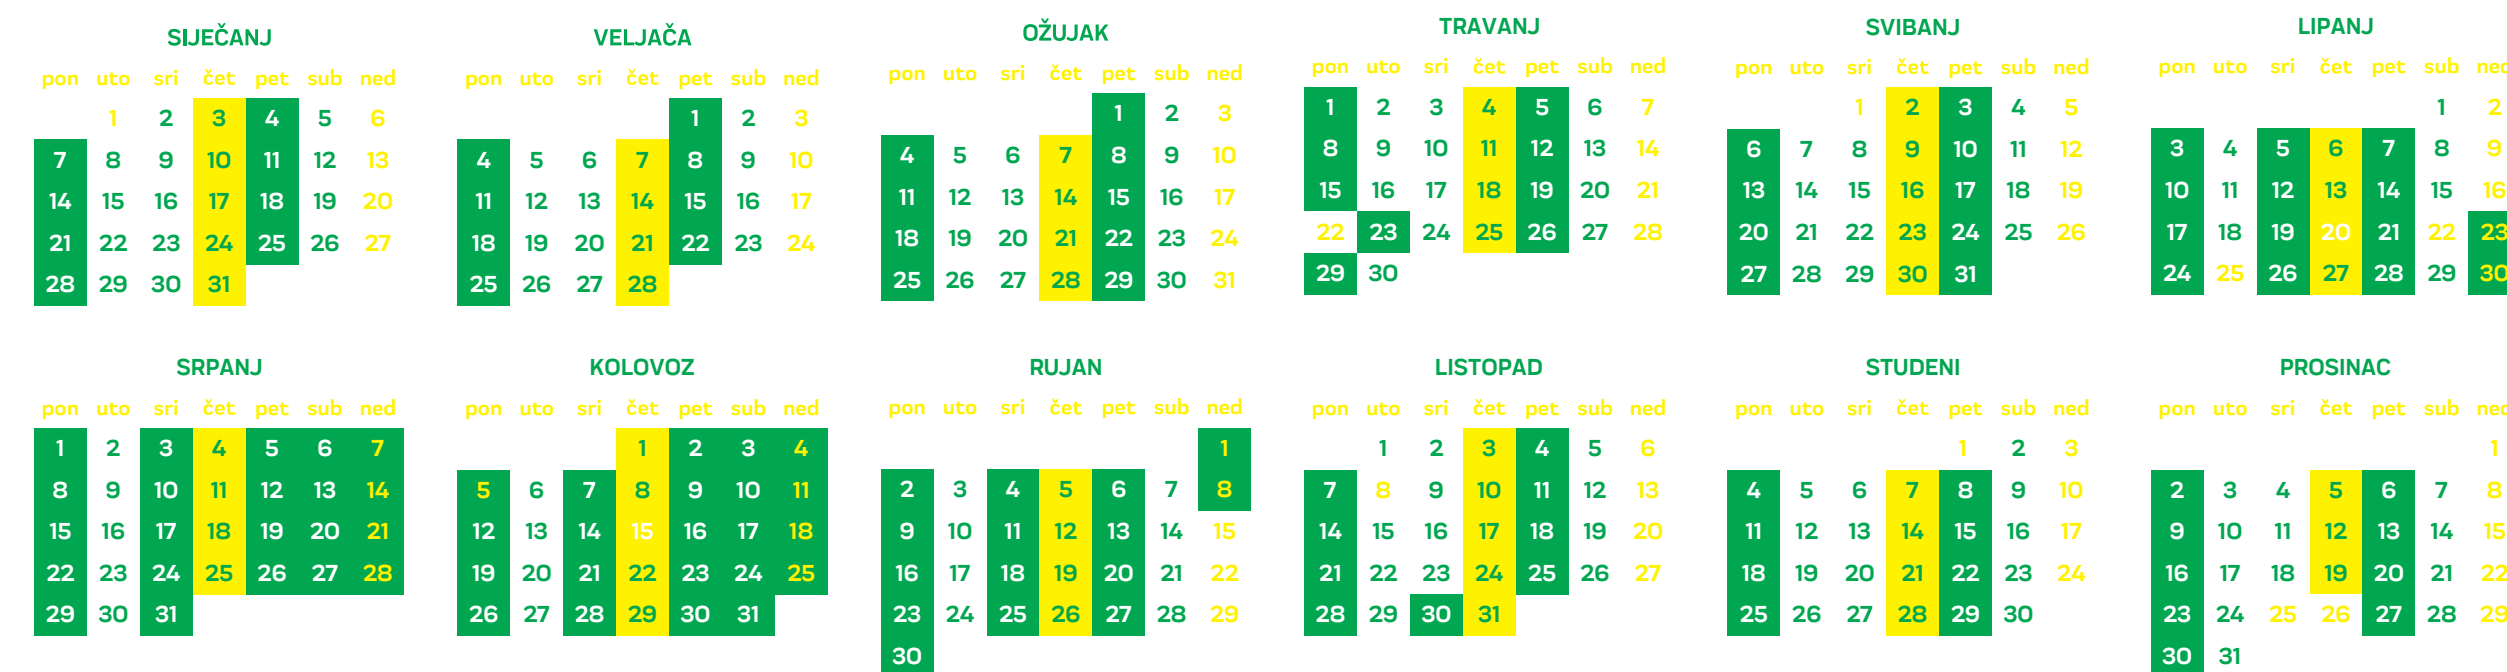 SIJEČANJ
pon uto sri čet pet sub ned
1 2 3 4 5 6
7 8 9 10 11 12 13
14 15 16 17 18 19 20
21 22 23 24 25 26 27
28 29 30 31
VELJAČA
pon uto sri čet pet sub ned
1 2 3
4 5 6 7 8 9 10
11 12 13 14 15 16 17
18 19 20 21 22 23 24
25 26 27 28
OŽUJAK
pon uto sri čet pet sub ned
1 2 3
4 5 6 7 8 9 10
11 12 13 14 15 16 17
18 19 20 21 22 23 24
25 26 27 28 29 30 31
TRAVANJ
pon uto sri čet pet sub ned
1 2 3 4 5 6 7
8 9 10 11 12 13 14
15 16 17 18 19 20 21
22 23 24 25 26 27 28
29 30
SVIBANJ
pon uto sri čet pet sub ned
1 2 3 4 5
6 7 8 9 10 11 12
13 14 15 16 17 18 19
20 21 22 23 24 25 26
27 28 29 30 31
LIPANJ
pon uto sri čet pet sub ned
1 2
3 4 5 6 7 8 9
10 11 12 13 14 15 16
17 18 19 20 21 22 23
24 25 26 27 28 29 30
SRPANJ
pon uto sri čet pet sub ned
1 2 3 4 5 6 7
8 9 10 11 12 13 14
15 16 17 18 19 20 21
22 23 24 25 26 27 28
29 30 31
KOLOVOZ
pon uto sri čet pet sub ned
1 2 3 4
5 6 7 8 9 10 11
12 13 14 15 16 17 18
19 20 21 22 23 24 25
26 27 28 29 30 31
RUJAN
pon uto sri čet pet sub ned
1
2 3 4 5 6 7 8
9 10 11 12 13 14 15
16 17 18 19 20 21 22
23 24 25 26 27 28 29
30
LISTOPAD
pon uto sri čet pet sub ned
1 2 3 4 5 6
7 8 9 10 11 12 13
14 15 16 17 18 19 20
21 22 23 24 25 26 27
28 29 30 31
STUDENI
pon uto sri čet pet sub ned
1 2 3
4 5 6 7 8 9 10
11 12 13 14 15 16 17
18 19 20 21 22 23 24
25 26 27 28 29 30
PROSINAC
pon uto sri čet pet sub ned
1
2 3 4 5 6 7 8
9 10 11 12 13 14 15
16 17 18 19 20 21 22
23 24 25 26 27 28 29
30 31